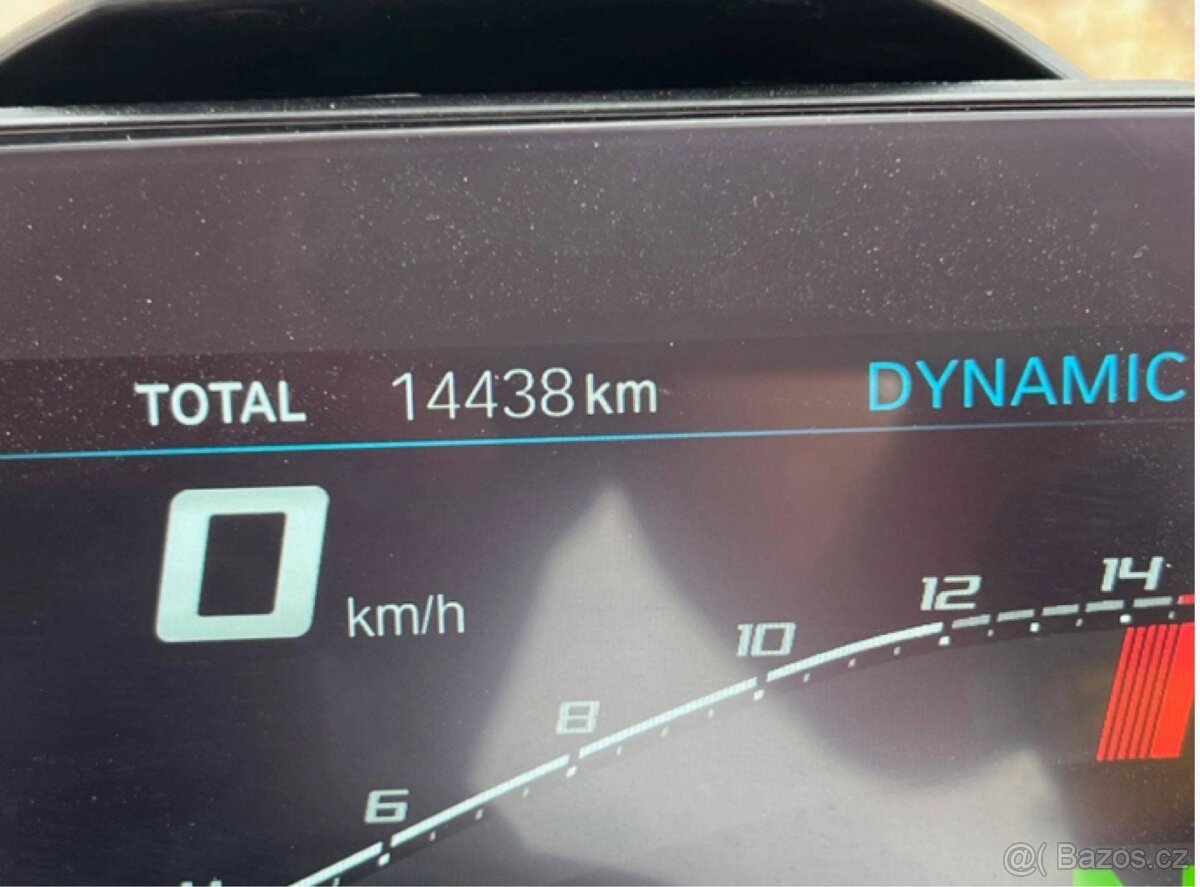 TOTAL 14438 km DYNAMIC
0 km/h
14
12
10
8
6
@( Bazos.cz